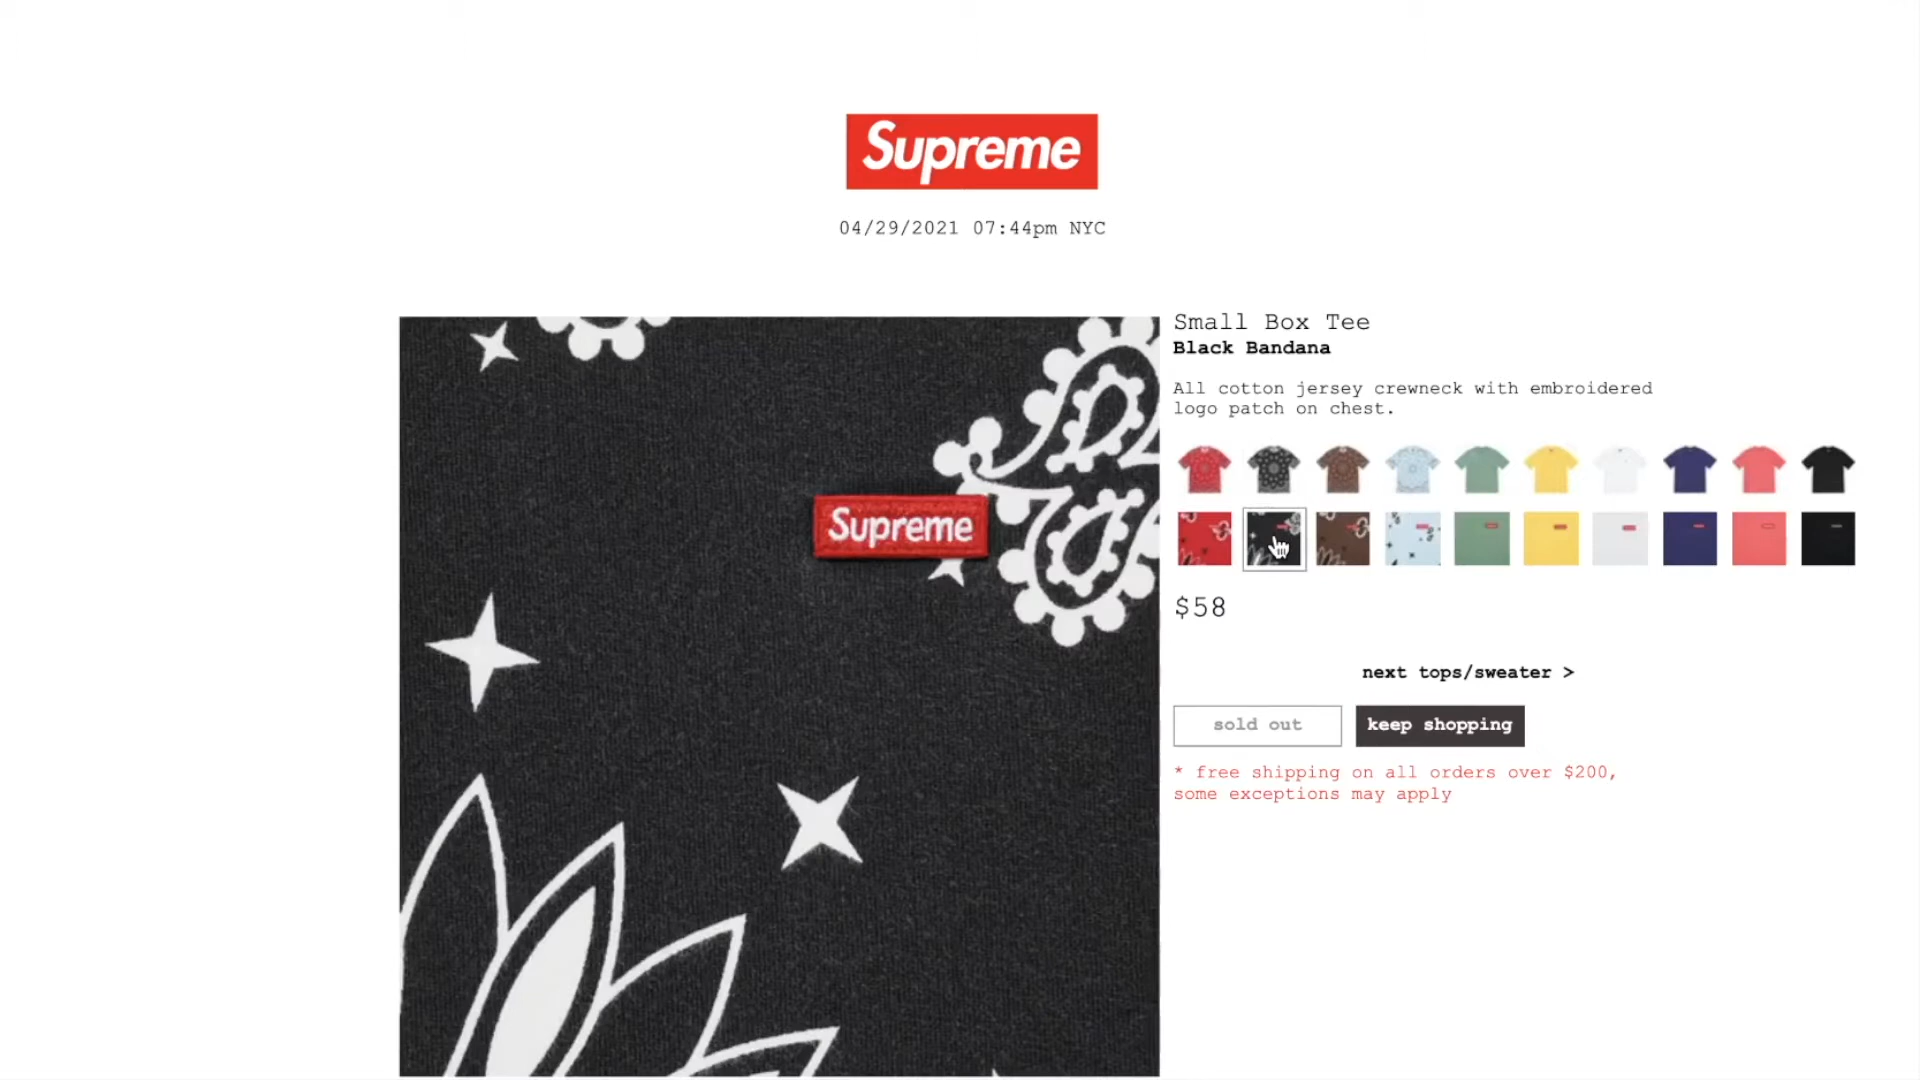 Supreme
04/29/2021 07:44pm NYC
Supreme
Small Box Tee
Black Bandana
All cotton jersey crewneck with embroidered
logo patch on chest.
$58
next tops/sweater >
sold out
keep shopping
* free shipping on all orders over $200,
some exceptions may apply